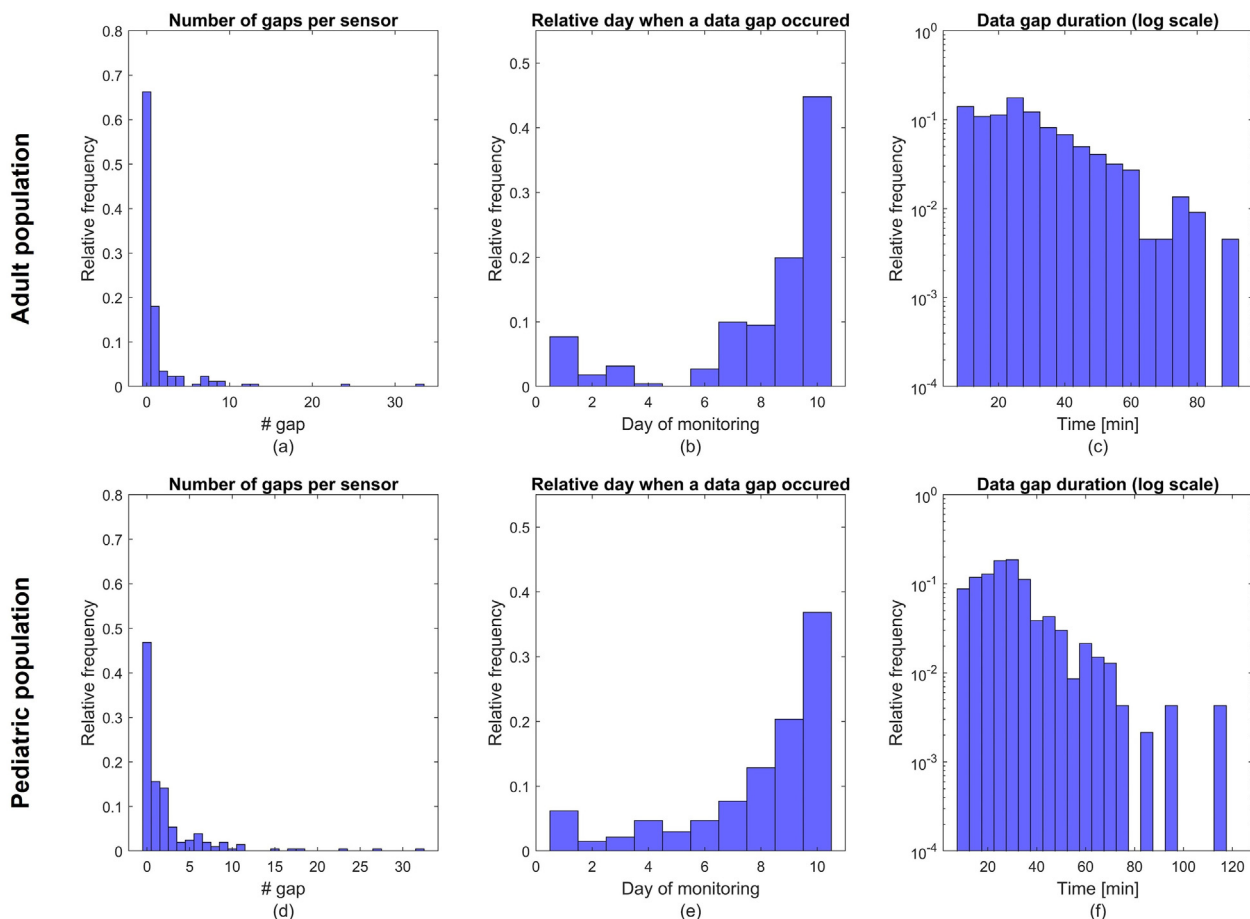 Adult population
Number of gaps per sensor
0.8
0.7
0.6
0.5
0.4
0.3
0.2
0.1
0
Relative frequency
0 10 20 30
# gap
(a)
Relative day when a data gap occured
0.5
0.4
0.3
0.2
0.1
0
Relative frequency
0 2 4 6 8 10
Day of monitoring
(b)
Data gap duration (log scale)
10^0
10^-1
10^-2
10^-3
10^-4
Relative frequency
20 40 60 80
Time [min]
(c)
Pediatric population
Number of gaps per sensor
0.8
0.7
0.6
0.5
0.4
0.3
0.2
0.1
0
Relative frequency
0 5 10 15 20 25 30
# gap
(d)
Relative day when a data gap occured
0.5
0.4
0.3
0.2
0.1
0
Relative frequency
0 2 4 6 8 10
Day of monitoring
(e)
Data gap duration (log scale)
10^0
10^-1
10^-2
10^-3
10^-4
Relative frequency
20 40 60 80 100 120
Time [min]
(f)